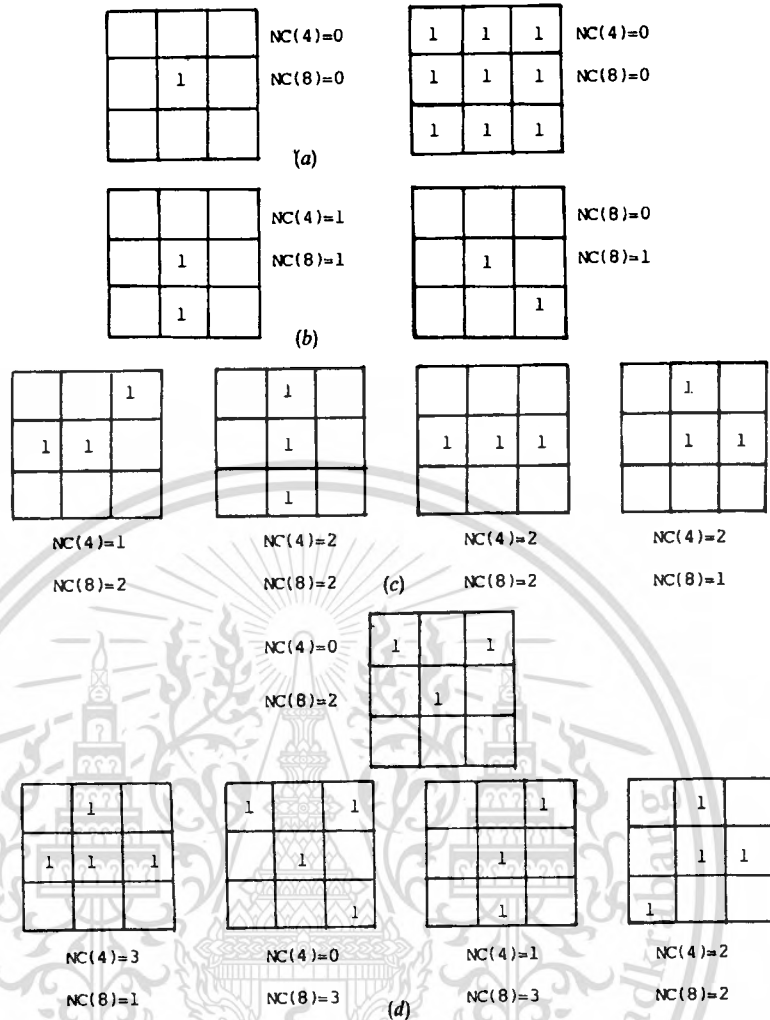 NC(4)=0
1 1 1
NC(4)=0
1
NC(8)=0
1 1 1
NC(8)=0
1 1 1
(a)
NC(4)=1
NC(8)=0
1
NC(8)=1
1
NC(8)=1
1
1
(b)
1
1
1.
1 1
1
1 1 1
1 1
1
NC(4)=1
NC(4)=2
NC(4)=2
NC(4)=2
NC(8)=2
NC(8)=2
(c)
NC(8)=2
NC(8)=1
NC(4)=0
1 1
NC(8)=2
1
1
1 1
1
1
1 1 1
1
1
1 1
1
1
1
NC(4)=3
NC(4)=0
NC(4)=1
NC(4)=2
NC(8)=1
NC(8)=3
(d)
NC(8)=3
NC(8)=2